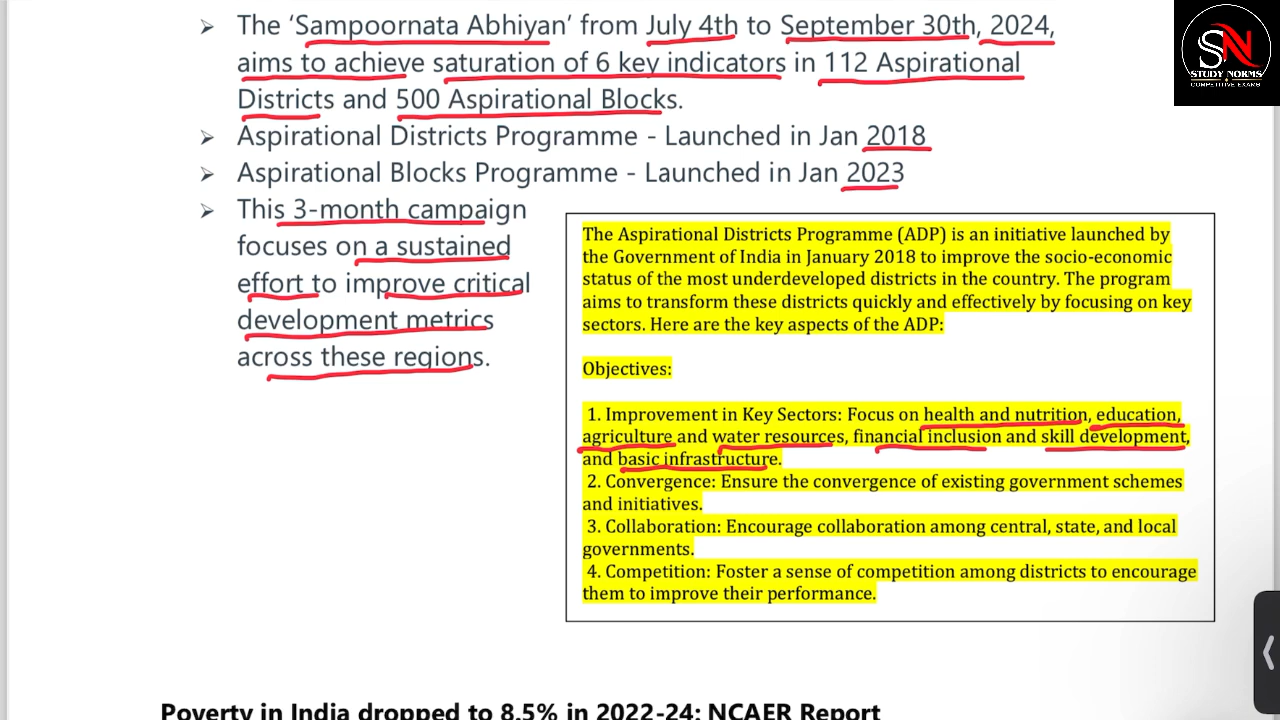 ➢ The ‘Sampoornata Abhiyan’ from July 4th to September 30th, 2024,
aims to achieve saturation of 6 key indicators in 112 Aspirational
Districts and 500 Aspirational Blocks.
➢ Aspirational Districts Programme - Launched in Jan 2018
➢ Aspirational Blocks Programme - Launched in Jan 2023
➢ This 3-month campaign
focuses on a sustained
effort to improve critical
development metrics
across these regions.
The Aspirational Districts Programme (ADP) is an initiative launched by
the Government of India in January 2018 to improve the socio-economic
status of the most underdeveloped districts in the country. The program
aims to transform these districts quickly and effectively by focusing on key
sectors. Here are the key aspects of the ADP:
Objectives:
1. Improvement in Key Sectors: Focus on health and nutrition, education,
agriculture and water resources, financial inclusion and skill development,
and basic infrastructure.
2. Convergence: Ensure the convergence of existing government schemes
and initiatives.
3. Collaboration: Encourage collaboration among central, state, and local
governments.
4. Competition: Foster a sense of competition among districts to encourage
them to improve their performance.
Poverty in India dropped to 8.5% in 2022-24: NCAER Report
SN
STUDY NORMS
COMPETITIVE EXAMS